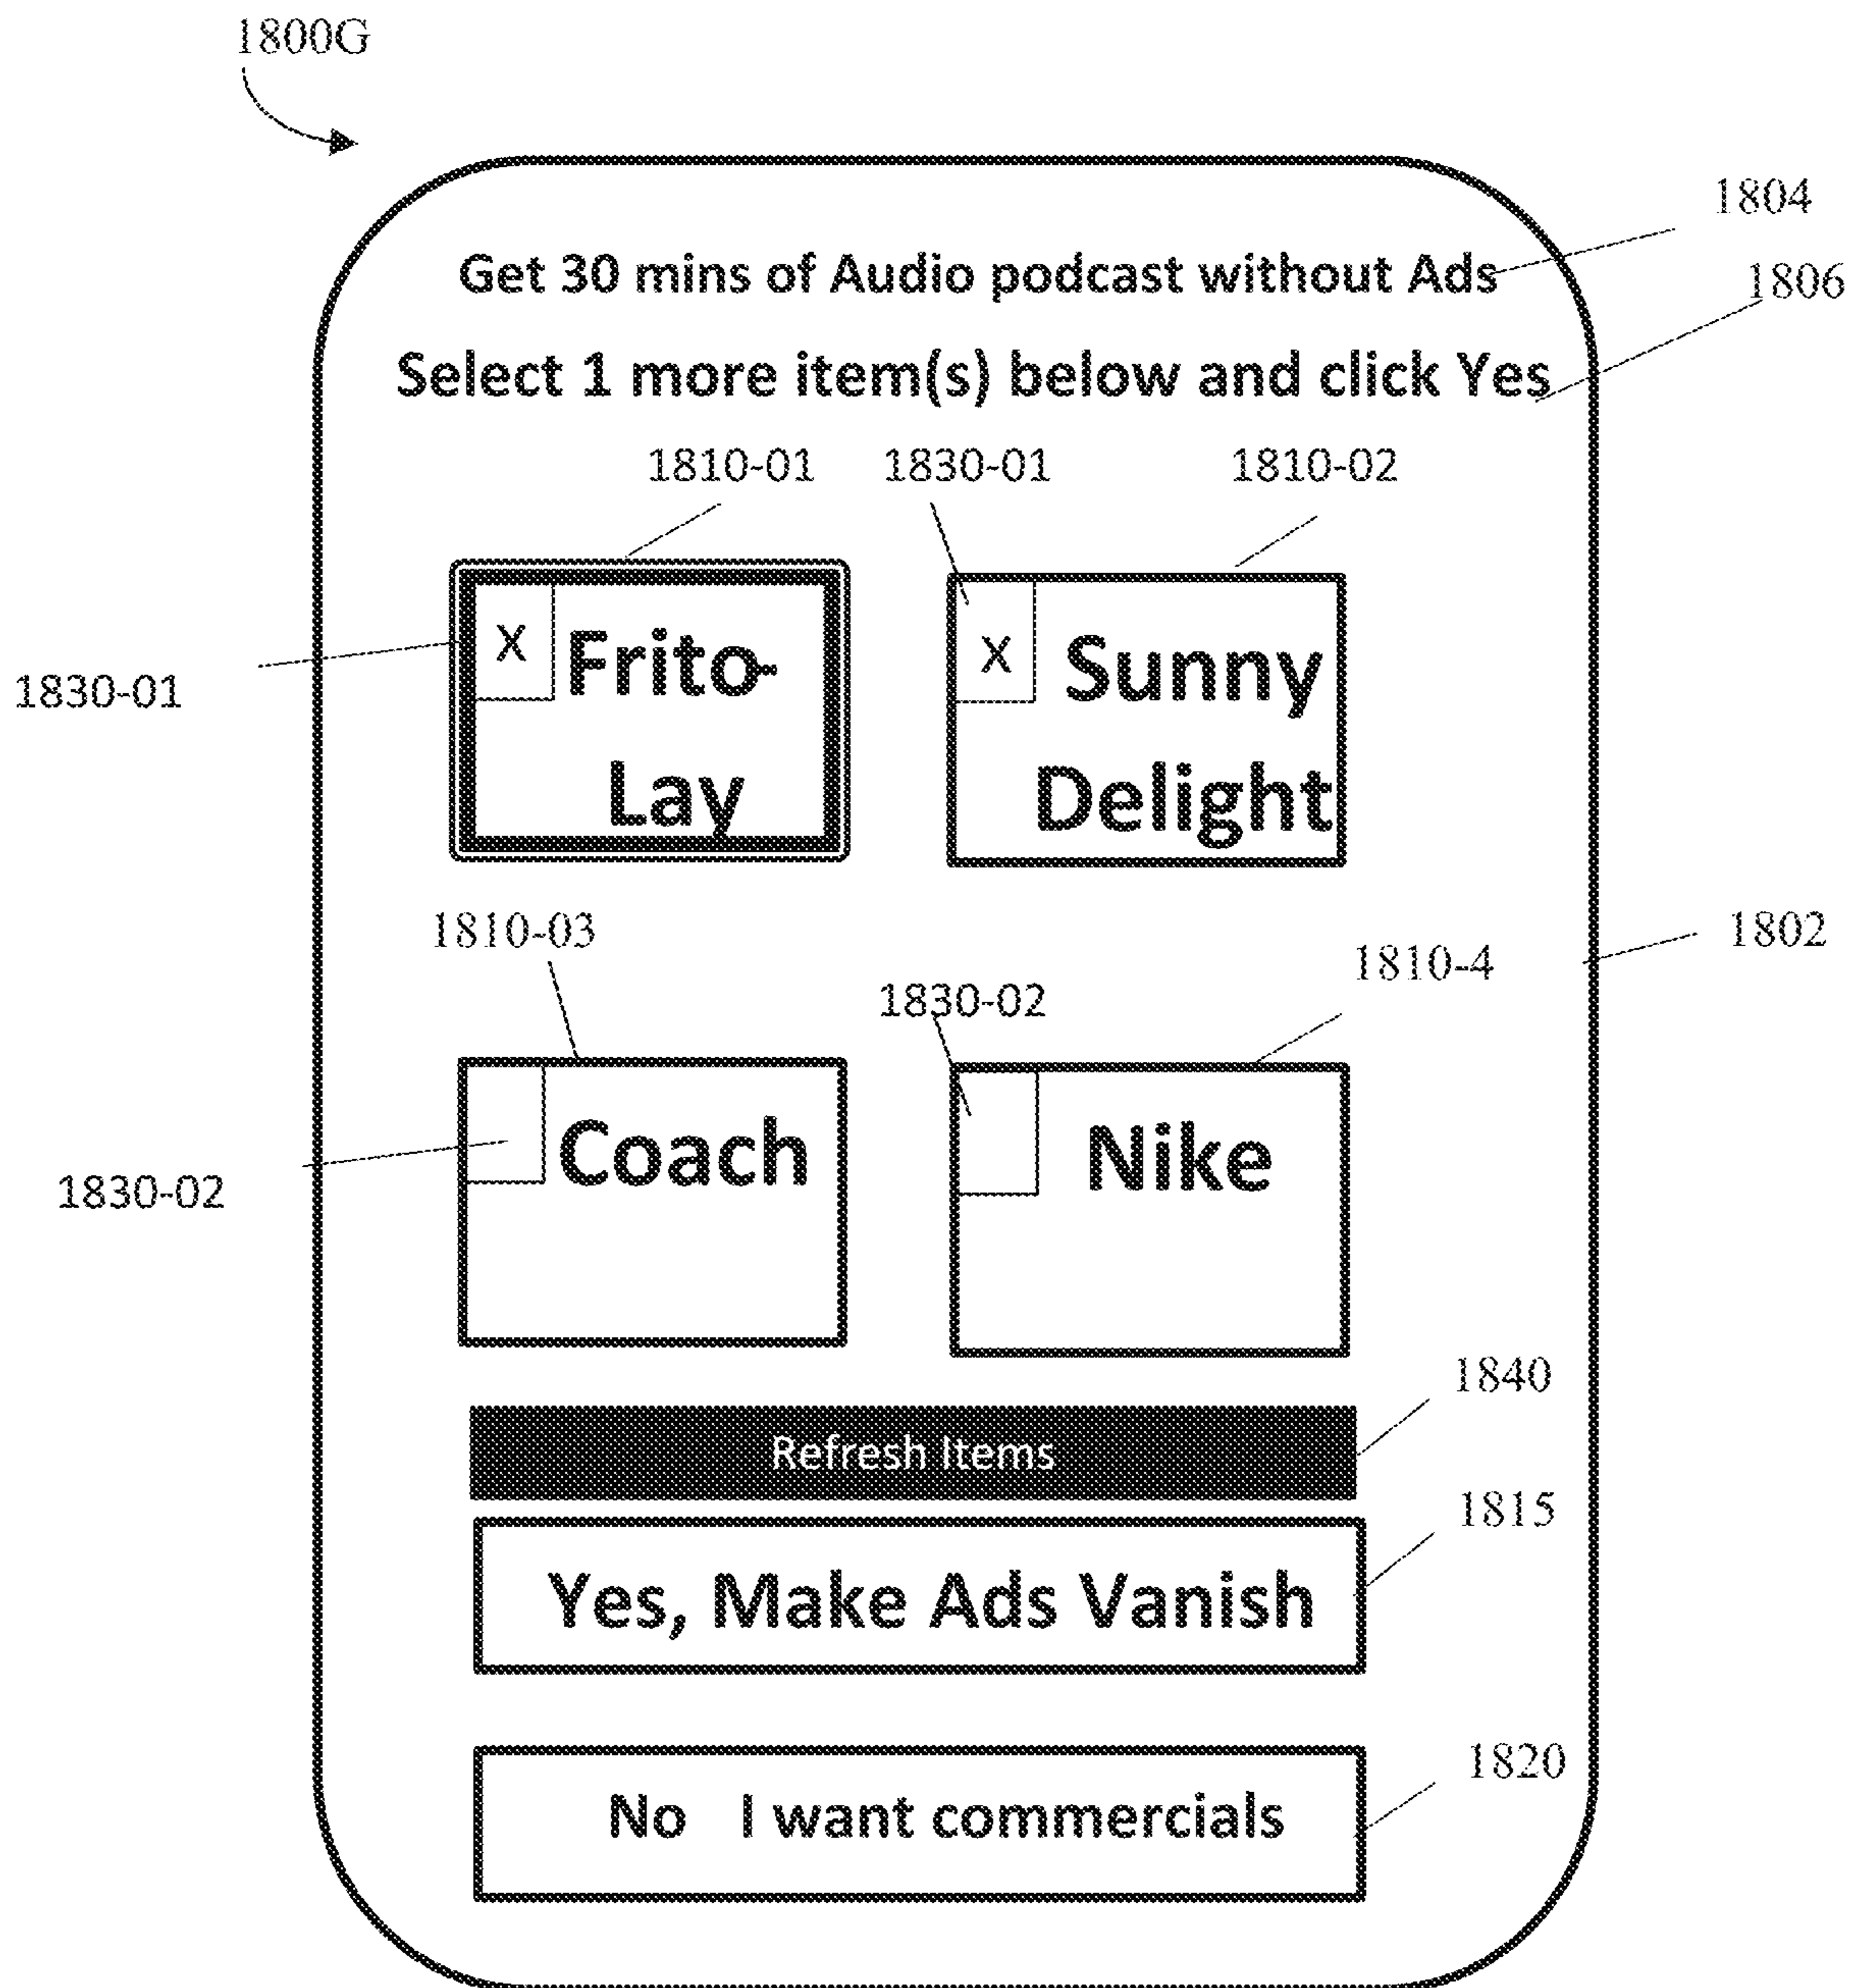 1800G
1804
Get 30 mins of Audio podcast without Ads
1806
Select 1 more item(s) below and click Yes
1810-01
1830-01
1810-02
X
Frito-
Lay
X
Sunny
Delight
1830-01
1810-03
1802
1810-4
1830-02
Coach
Nike
1830-02
1840
Refresh Items
1815
Yes, Make Ads Vanish
1820
No I want commercials